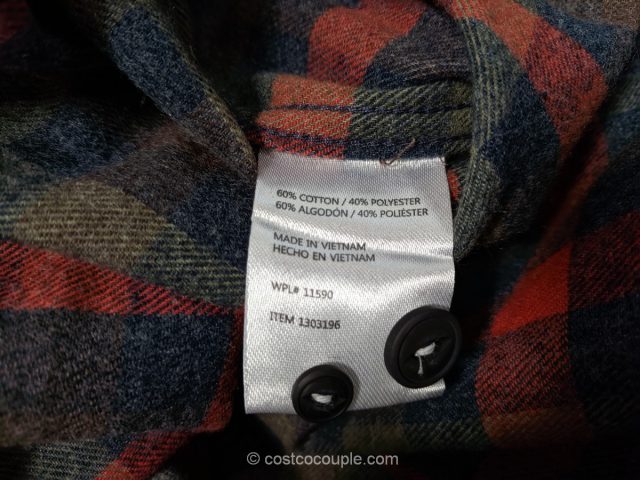 60% COTTON / 40% POLYESTER
60% ALGODÓN / 40% POLIÉSTER
MADE IN VIETNAM
HECHO EN VIETNAM
WPL# 11590
ITEM 1303196
© costcocouple.com